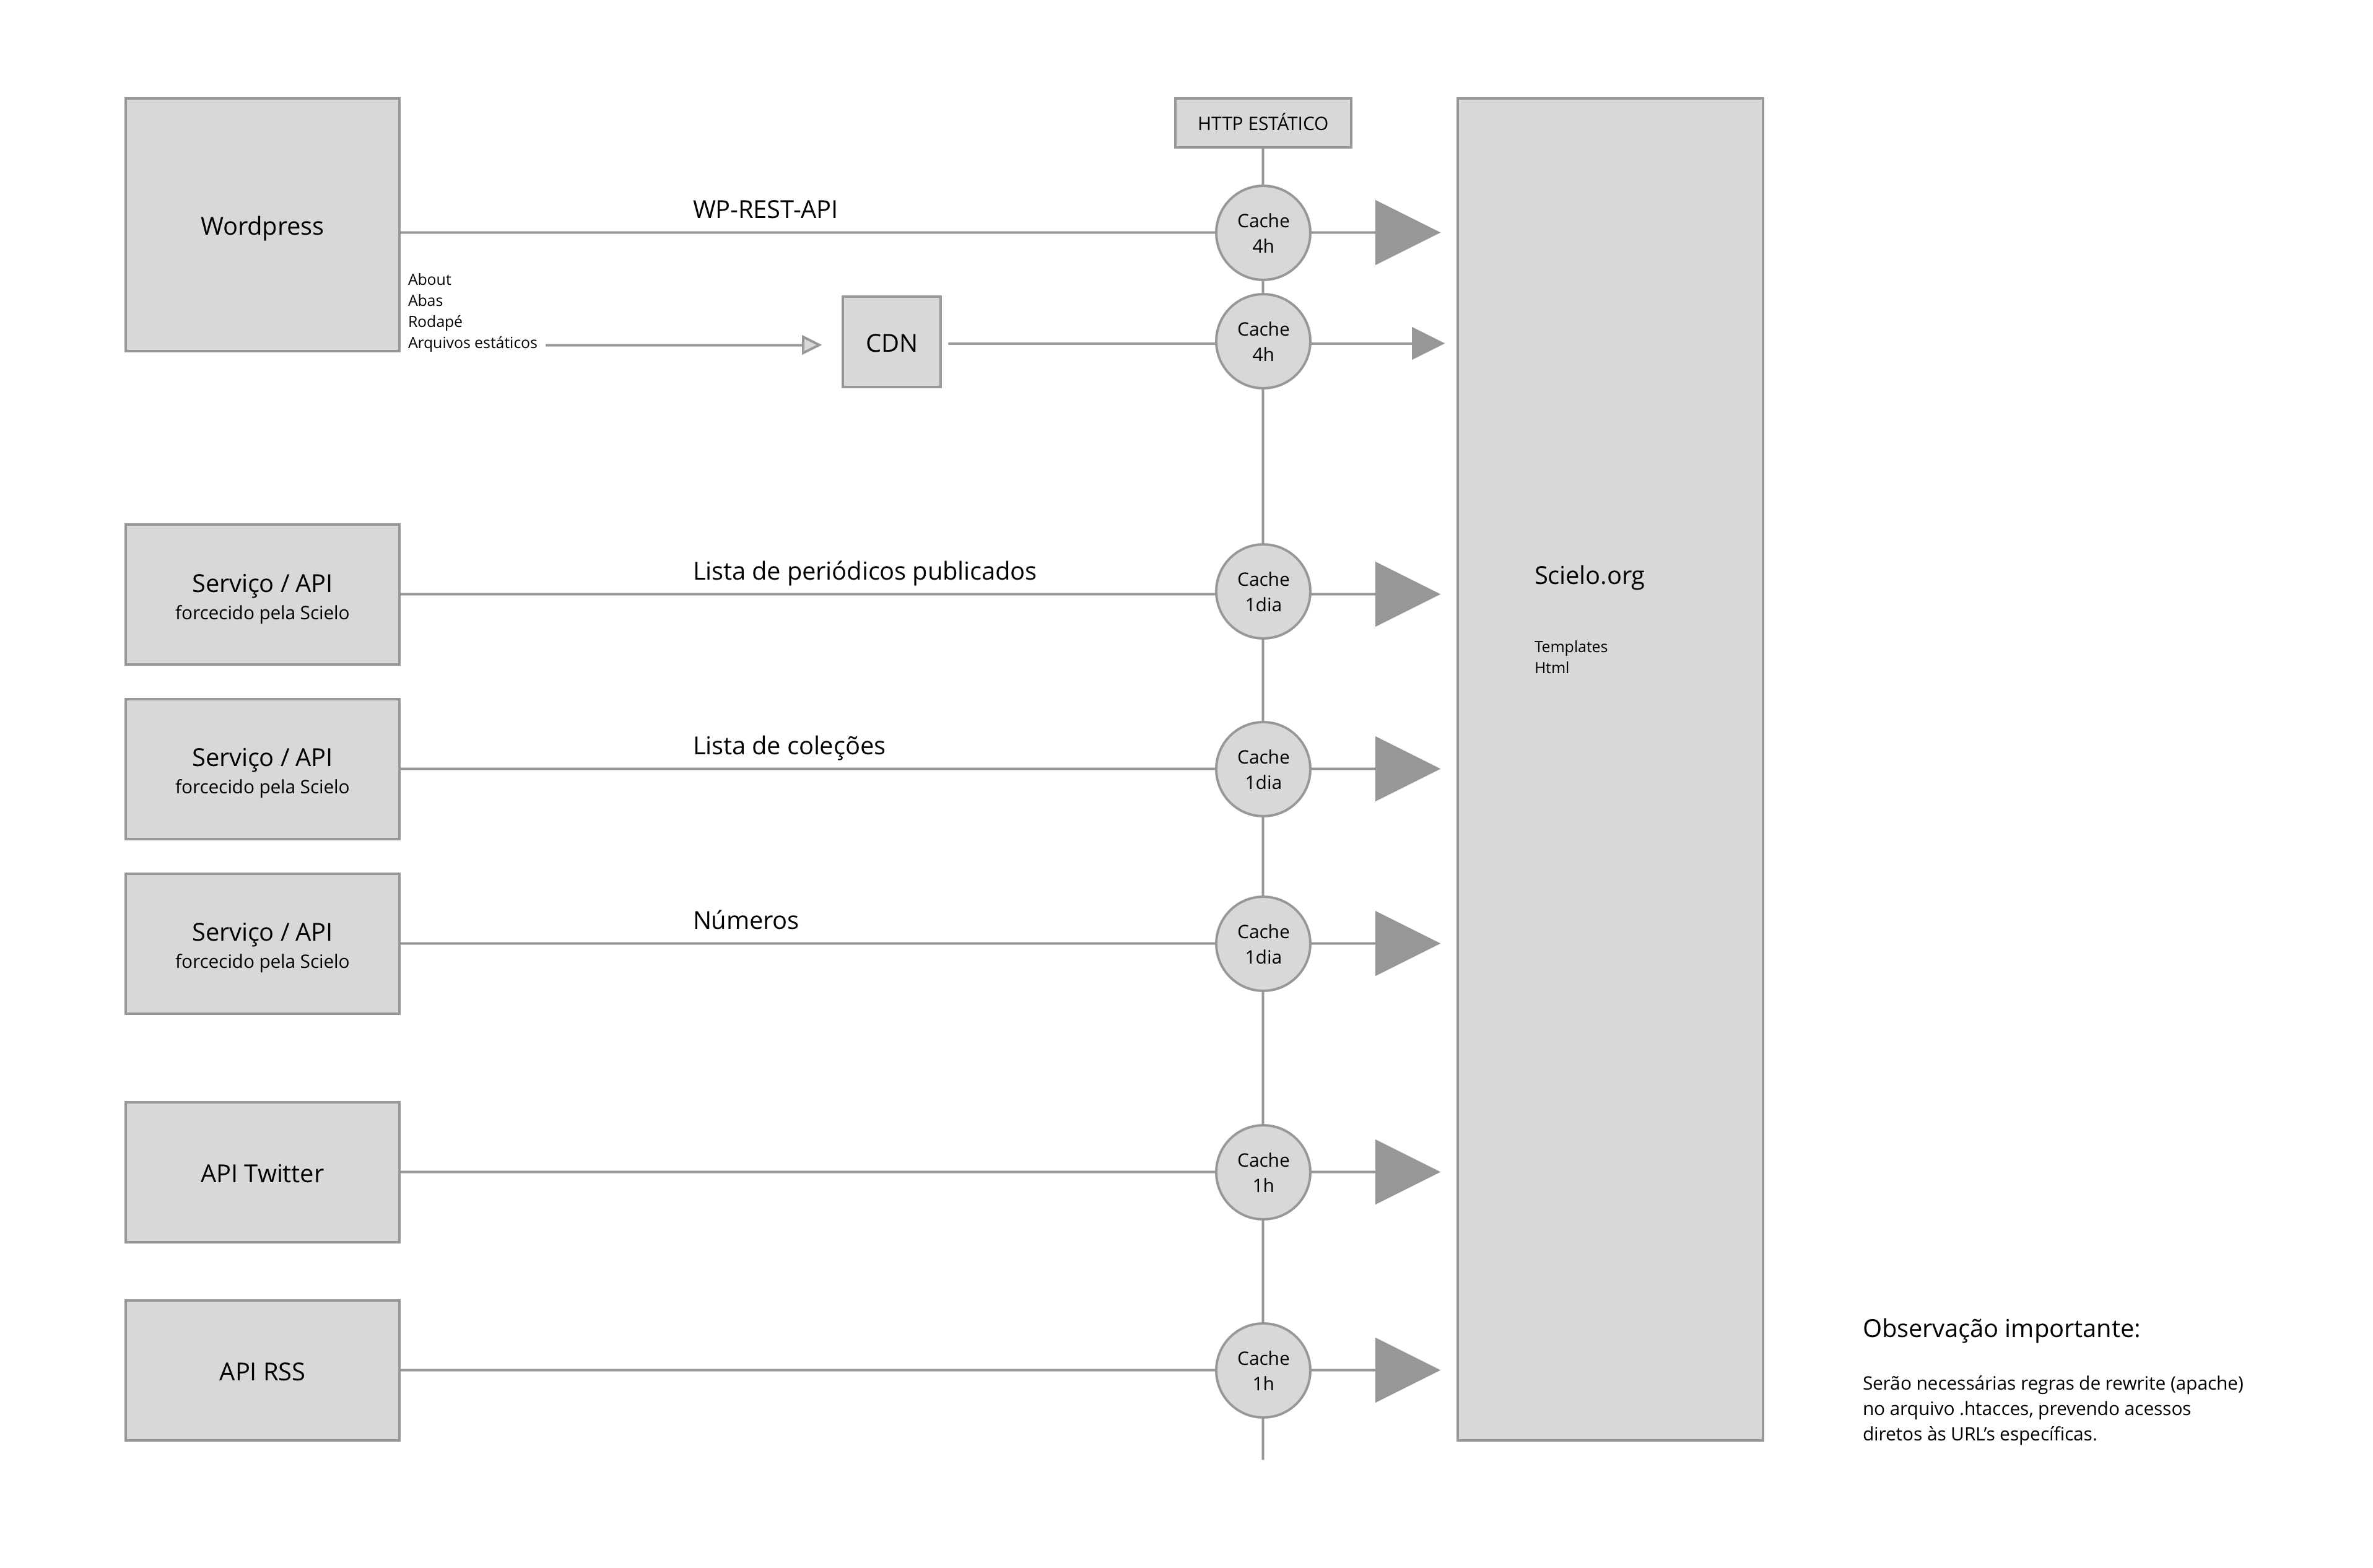 HTTP ESTÁTICO
Wordpress
WP-REST-API
Cache
4h
About
Abas
Rodapé
Arquivos estáticos
CDN
Cache
4h
Serviço / API
forcecido pela Scielo
Lista de periódicos publicados
Cache
1dia
Scielo.org
Templates
Html
Serviço / API
forcecido pela Scielo
Lista de coleções
Cache
1dia
Serviço / API
forcecido pela Scielo
Números
Cache
1dia
API Twitter
Cache
1h
API RSS
Cache
1h
Observação importante:
Serão necessárias regras de rewrite (apache)
no arquivo .htacces, prevendo acessos
diretos às URL’s específicas.